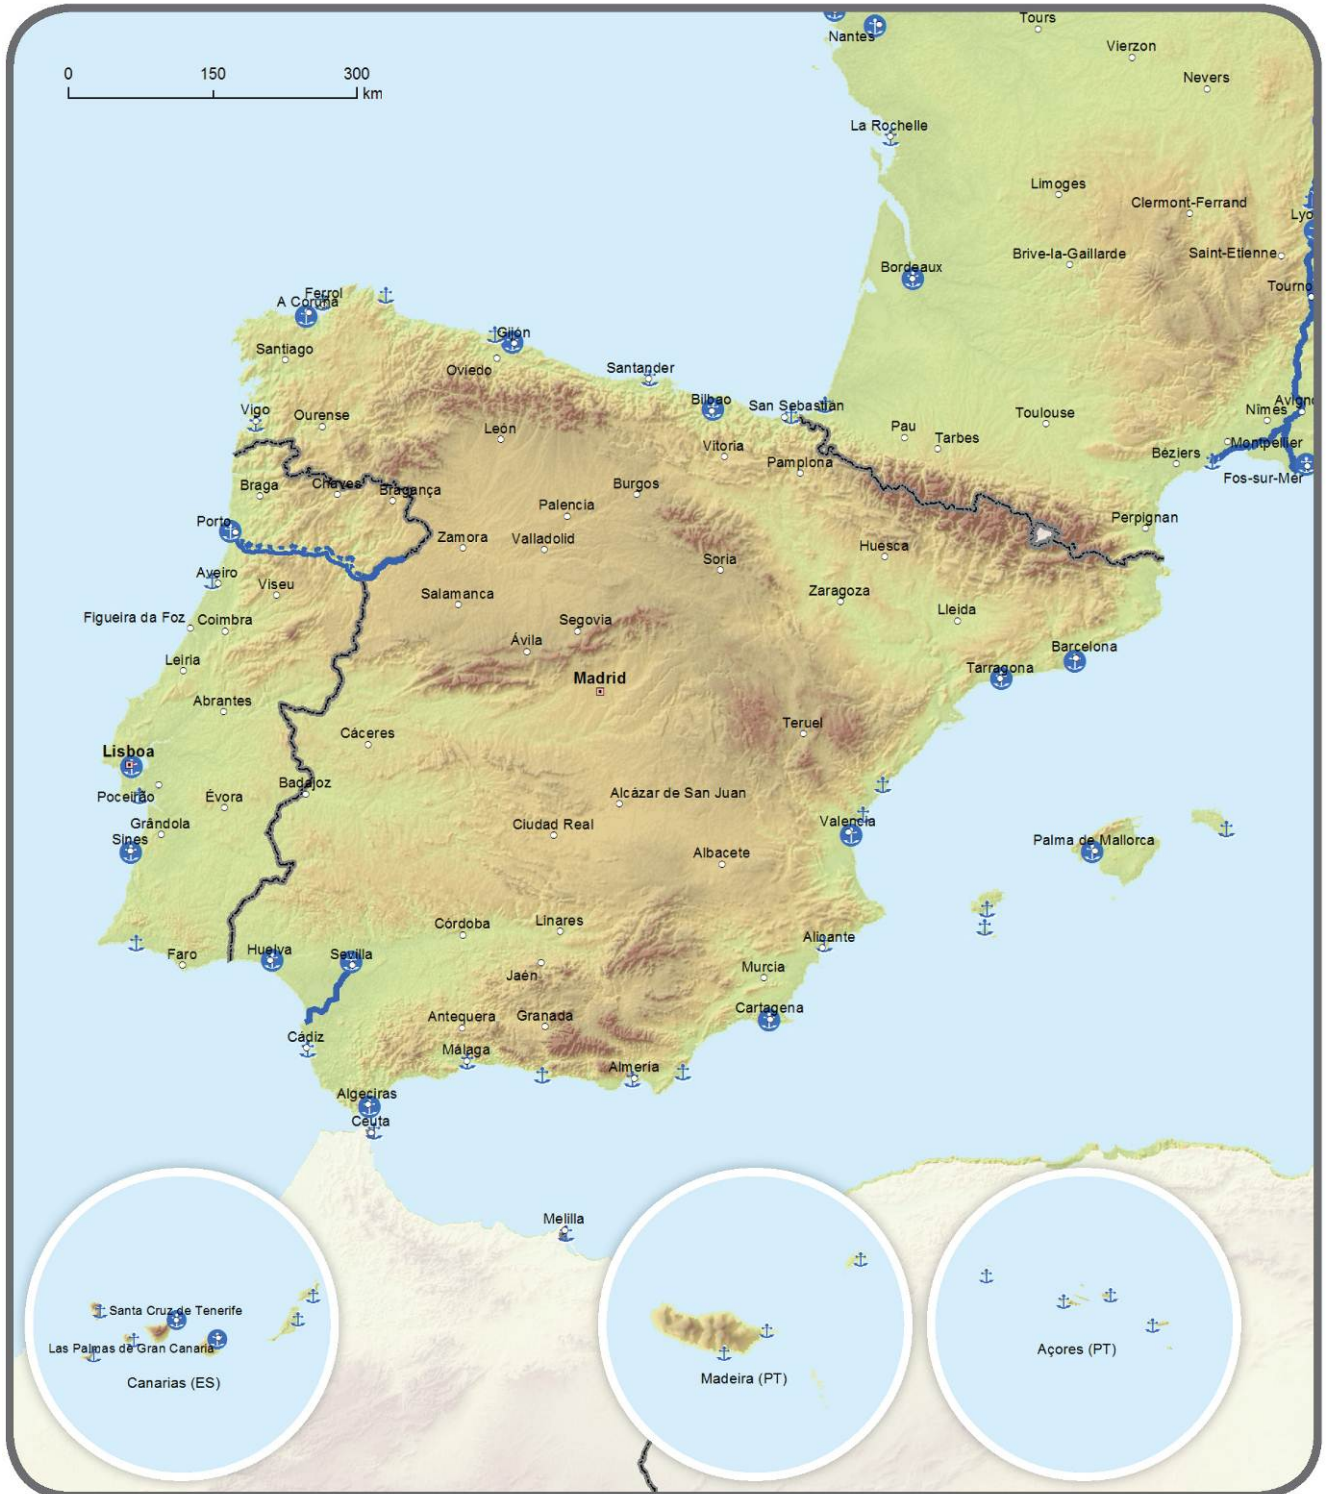 Tours
Nantes
Vierzon
0 150 300
km
Nevers
La Rochelle
Limoges
Clermont-Ferrand
Lyo
Brive-la-Gaillarde
Saint-Etienne
Bordeaux
Tourno
Ferrol
A Coruña
Gijón
Santiago
Oviedo
Santander
Bilbao
San Sebastián
Avigno
Nîmes
Vigo
Ourense
Toulouse
León
Pau
Tarbes
Vitoria
Montpellier
Béziers
Pamplona
Fos-sur-Mer
Braga
Chaves
Bragança
Burgos
Palencia
Perpignan
Porto
Zamora
Valladolid
Huesca
Soria
Aveiro
Viseu
Zaragoza
Salamanca
Lleida
Figueira da Foz
Coimbra
Segovia
Ávila
Barcelona
Leiria
Tarragona
Madrid
Abrantes
Teruel
Cáceres
Lisboa
Badajoz
Poceirão
Évora
Alcázar de San Juan
Grândola
Ciudad Real
Valencia
Sines
Palma de Mallorca
Albacete
Córdoba
Linares
Alicante
Faro
Huelva
Sevilla
Jaén
Murcia
Cartagena
Antequera
Granada
Cádiz
Málaga
Almería
Algeciras
Ceuta
Melilla
Santa Cruz de Tenerife
Las Palmas de Gran Canaria
Canarias (ES)
Madeira (PT)
Açores (PT)